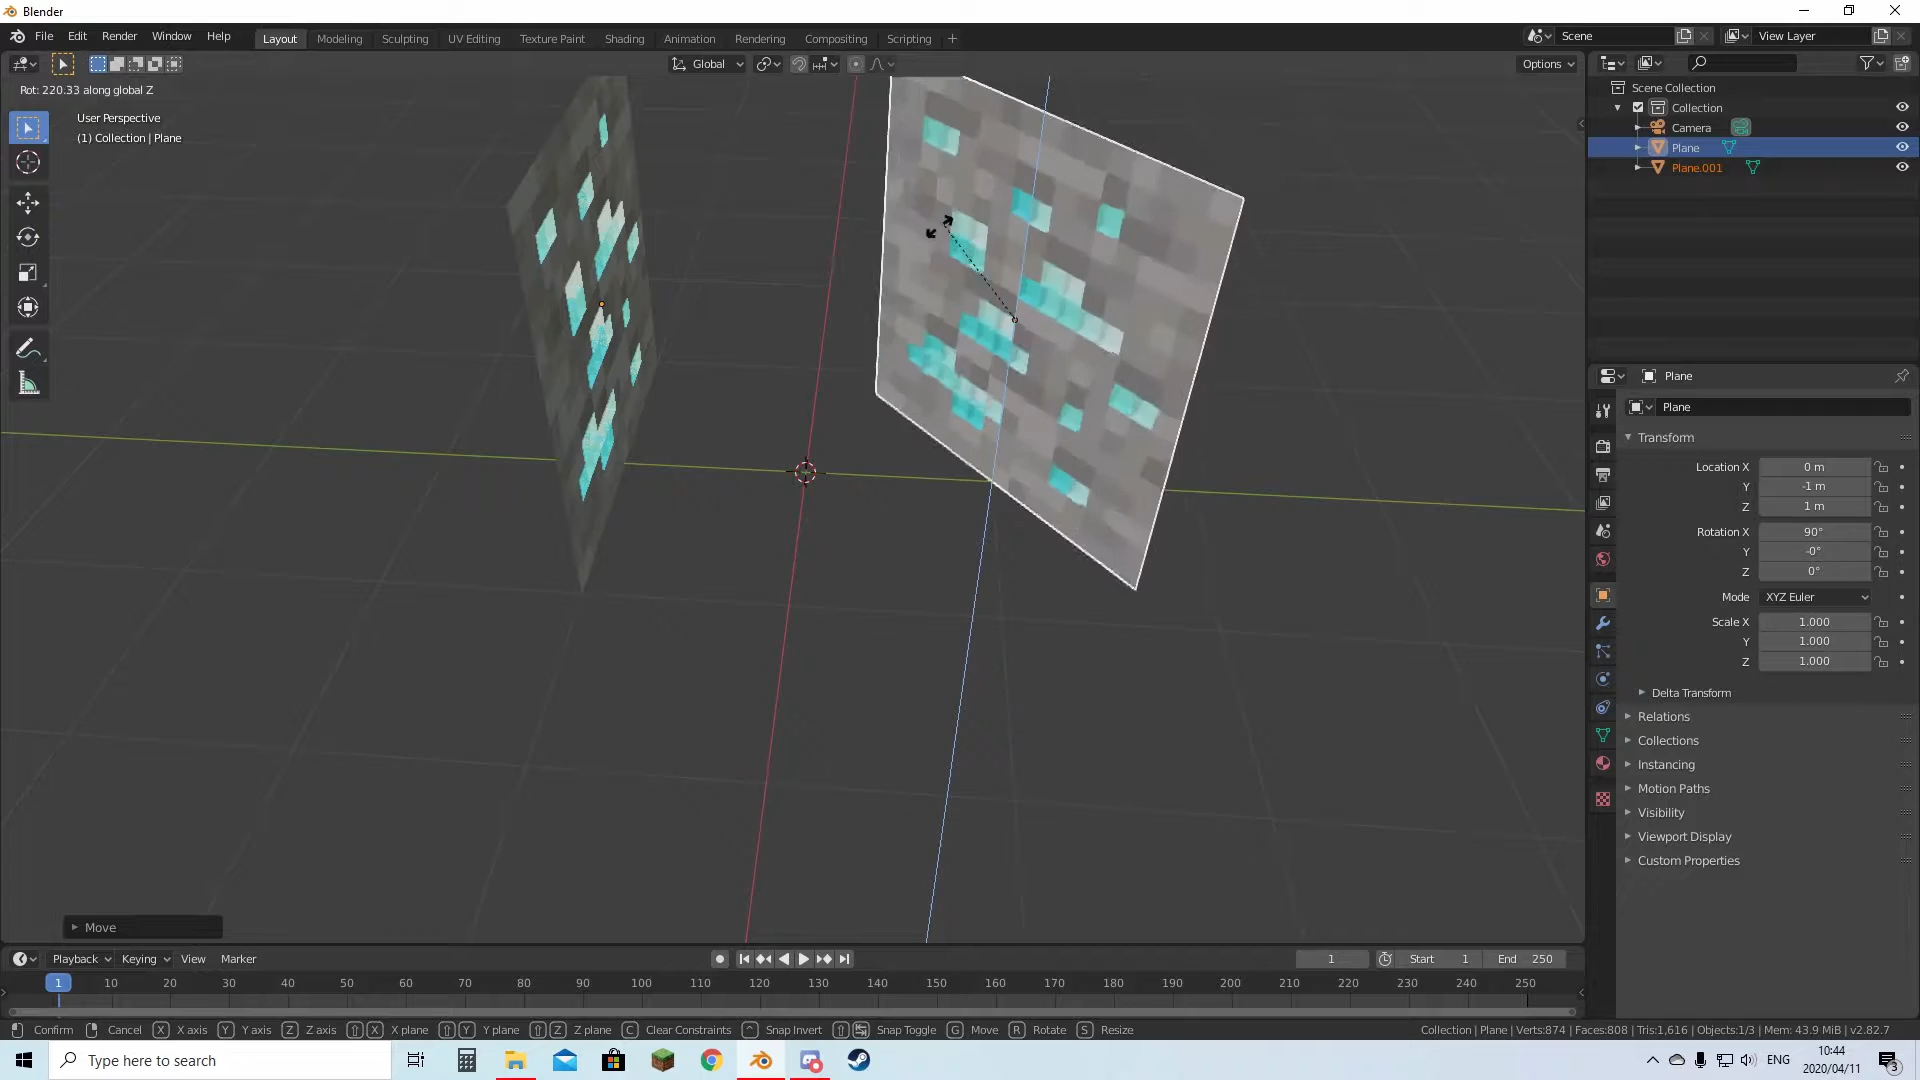 Blender
File Edit Render Window Help
Layout Modeling Sculpting UV Editing Texture Paint Shading Animation Rendering Compositing Scripting +
Scene
View Layer
Global
Options
Rot: 220.33 along global Z
User Perspective
(1) Collection | Plane
Move
Scene Collection
Collection
Camera
Plane
Plane.001
Plane
Plane
Transform
Location X 0 m
Y -1 m
Z 1 m
Rotation X 90°
Y -0°
Z 0°
Mode XYZ Euler
Scale X 1.000
Y 1.000
Z 1.000
Delta Transform
Relations
Collections
Instancing
Motion Paths
Visibility
Viewport Display
Custom Properties
Playback Keying View Marker
1 Start 1 End 250
1 10 20 30 40 50 60 70 80 90 100 110 120 130 140 150 160 170 180 190 200 210 220 230 240 250
Confirm Cancel X X axis Y Y axis Z Z axis X X plane Y Y plane Z Z plane C Clear Constraints ^ Snap Invert Snap Toggle G Move R Rotate S Resize
Collection | Plane | Verts:874 | Faces:808 | Tris:1,616 | Objects:1/3 | Mem: 43.9 MiB | v2.82.7
Type here to search
ENG
10:44
2020/04/11
3